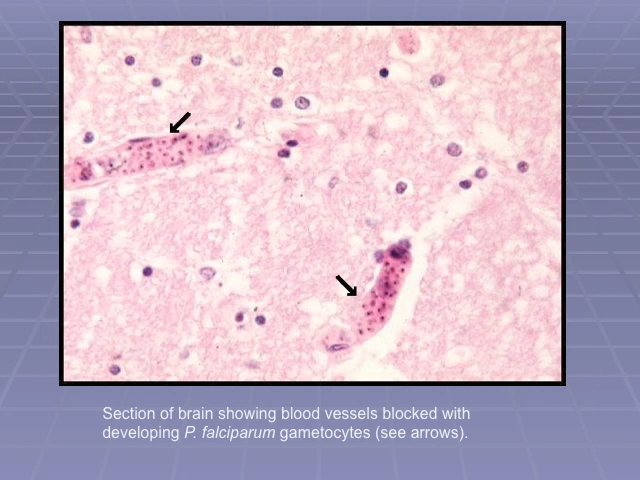 Section of brain showing blood vessels blocked with
developing P. falciparum gametocytes (see arrows).